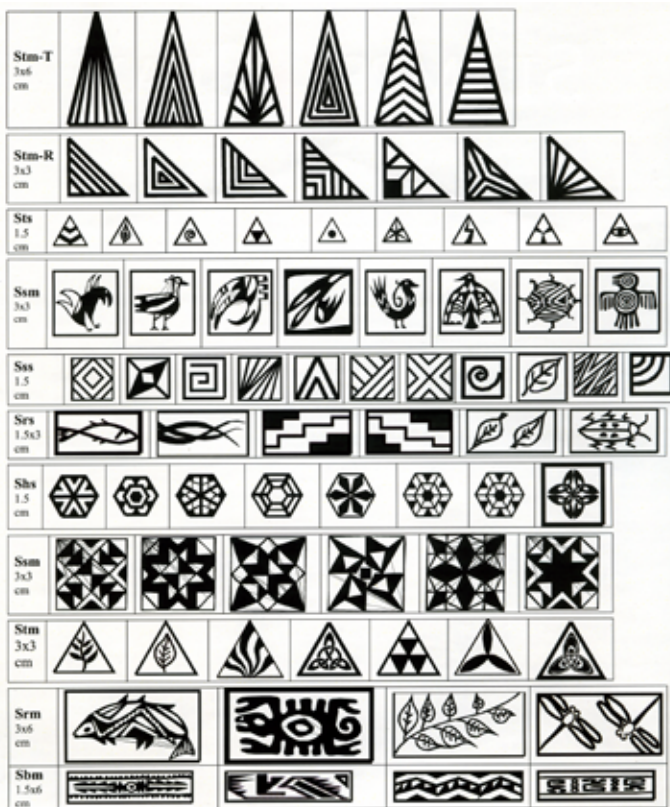 Stm-T
3x6
cm
Stm-R
3x3
cm
Sts
1.5
cm
Ssm
3x3
cm
Sss
1.5
cm
Srs
1.5x3
cm
Shs
1.5
cm
Ssm
3x3
cm
Stm
3x3
cm
Srm
3x6
cm
Sbm
1.5x6
cm